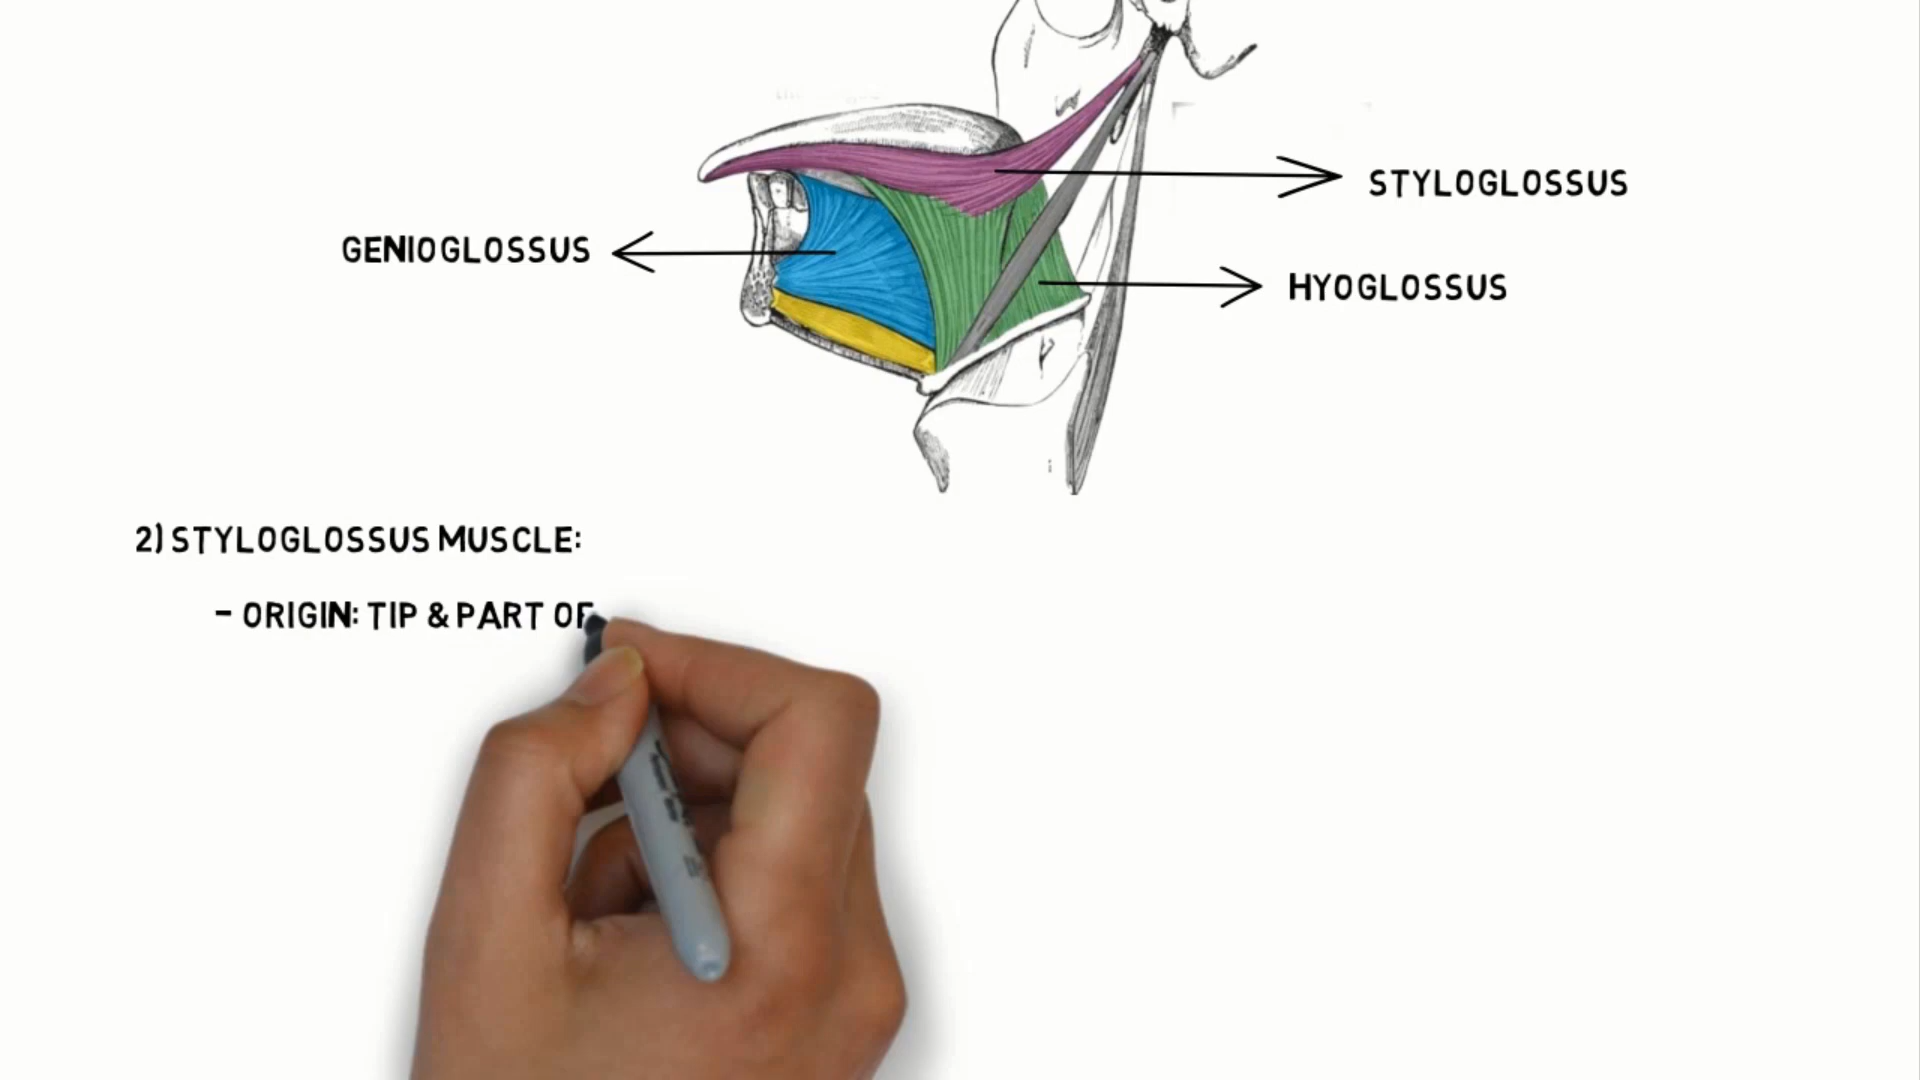 STYLOGLOSSUS
GENIOGLOSSUS
HYOGLOSSUS
2) STYLOGLOSSUS MUSCLE:
- ORIGIN: TIP & PART OF